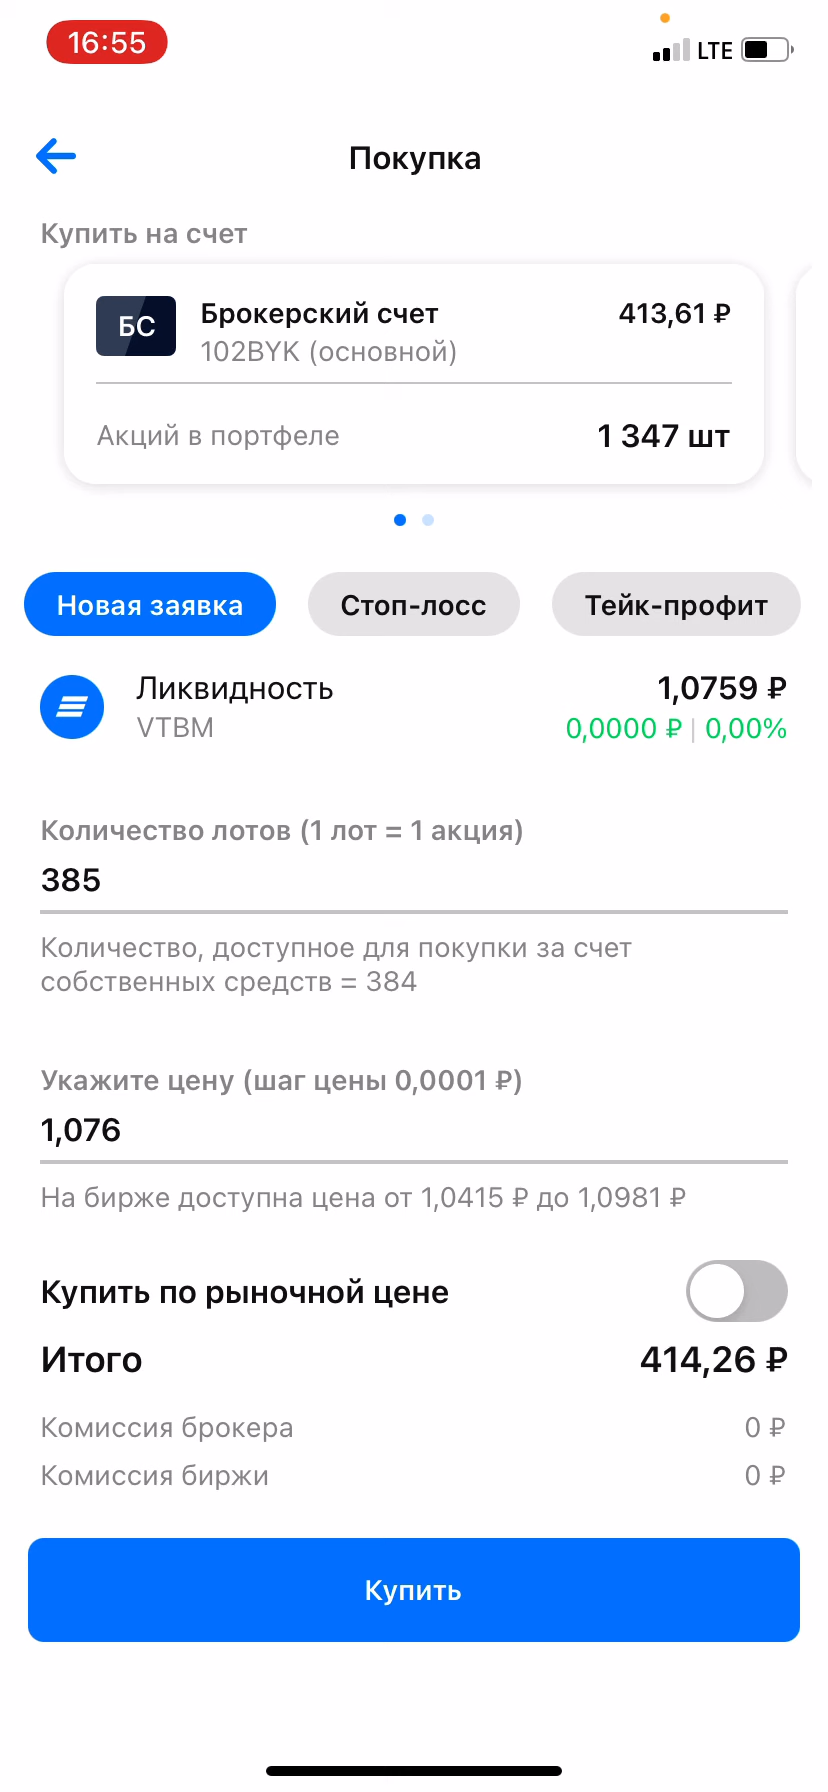 16:55
LTE
Покупка
Купить на счет
БС
Брокерский счет
413,61 ₽
102BYK (основной)
Акций в портфеле
1 347 шт
Новая заявка
Стоп-лосс
Тейк-профит
Ликвидность
1,0759 ₽
VTBM
0,0000 ₽ | 0,00%
Количество лотов (1 лот = 1 акция)
385
Количество, доступное для покупки за счет
собственных средств = 384
Укажите цену (шаг цены 0,0001 ₽)
1,076
На бирже доступна цена от 1,0415 ₽ до 1,0981 ₽
Купить по рыночной цене
Итого
414,26 ₽
Комиссия брокера
0 ₽
Комиссия биржи
0 ₽
Купить